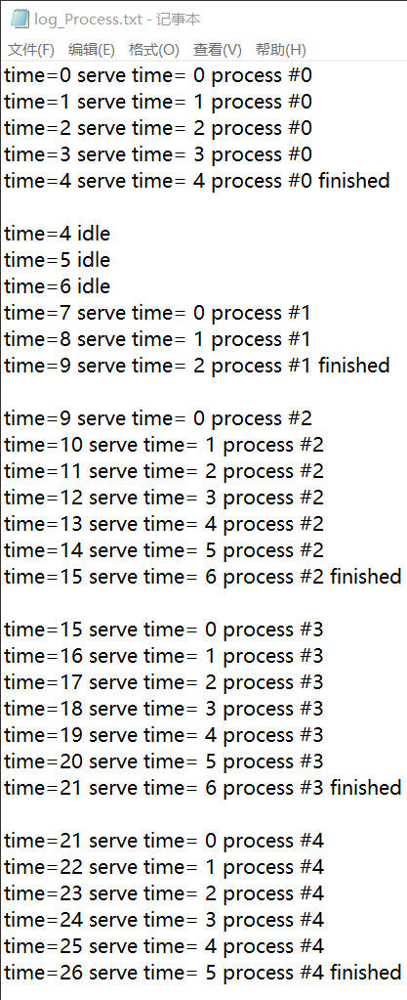 log_Process.txt - 记事本
文件(F) 编辑(E) 格式(O) 查看(V) 帮助(H)
time=0 serve time= 0 process #0
time=1 serve time= 1 process #0
time=2 serve time= 2 process #0
time=3 serve time= 3 process #0
time=4 serve time= 4 process #0 finished
time=4 idle
time=5 idle
time=6 idle
time=7 serve time= 0 process #1
time=8 serve time= 1 process #1
time=9 serve time= 2 process #1 finished
time=9 serve time= 0 process #2
time=10 serve time= 1 process #2
time=11 serve time= 2 process #2
time=12 serve time= 3 process #2
time=13 serve time= 4 process #2
time=14 serve time= 5 process #2
time=15 serve time= 6 process #2 finished
time=15 serve time= 0 process #3
time=16 serve time= 1 process #3
time=17 serve time= 2 process #3
time=18 serve time= 3 process #3
time=19 serve time= 4 process #3
time=20 serve time= 5 process #3
time=21 serve time= 6 process #3 finished
time=21 serve time= 0 process #4
time=22 serve time= 1 process #4
time=23 serve time= 2 process #4
time=24 serve time= 3 process #4
time=25 serve time= 4 process #4
time=26 serve time= 5 process #4 finished